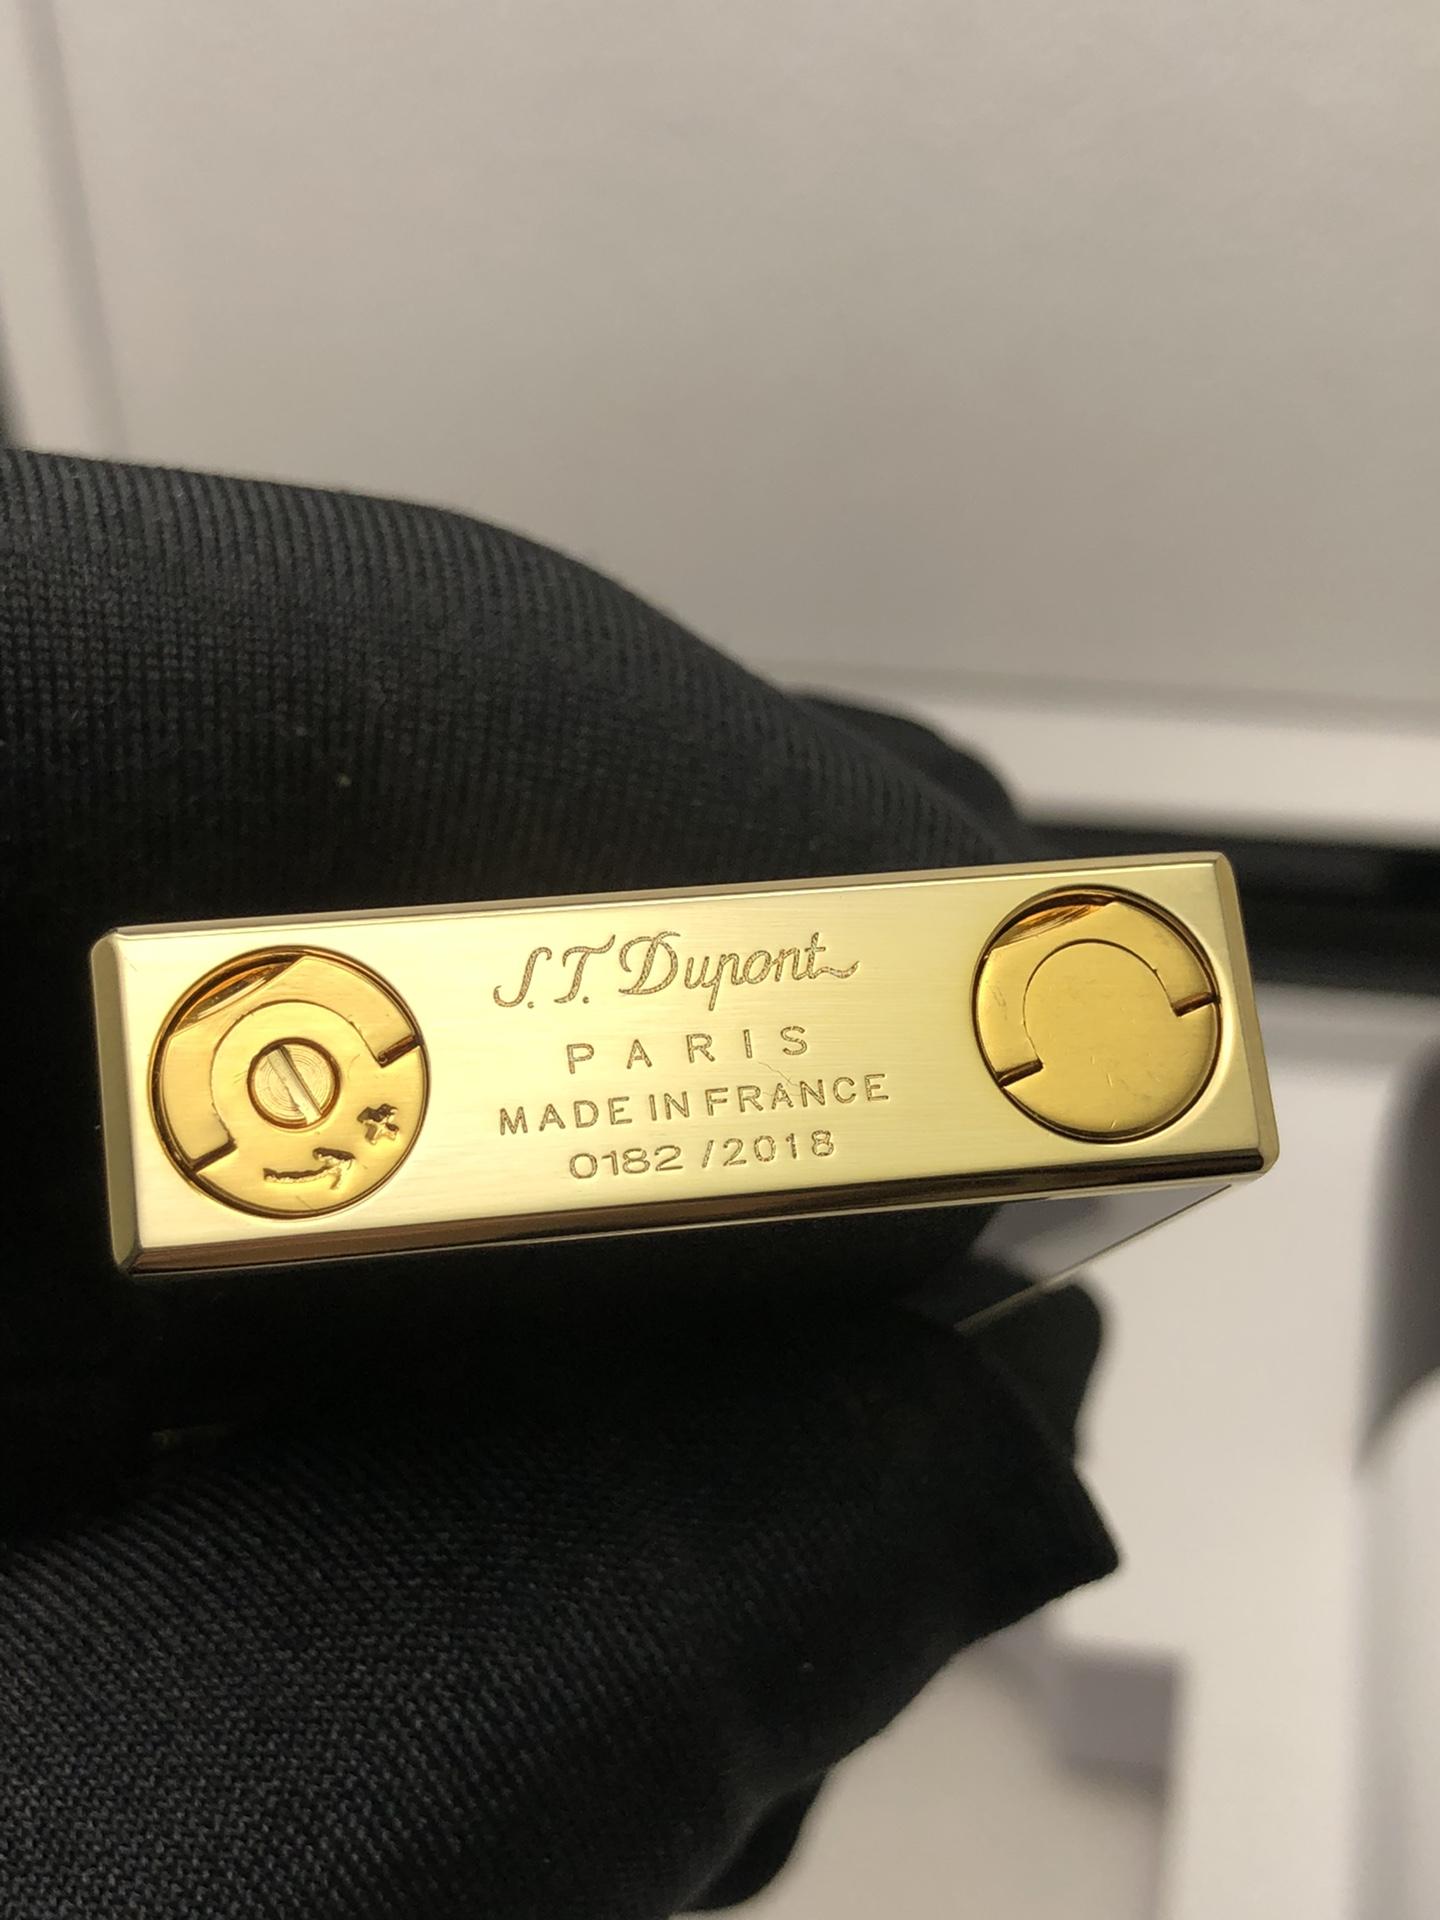 S.T. Dupont
PARIS
MADE IN FRANCE
0182 /2018